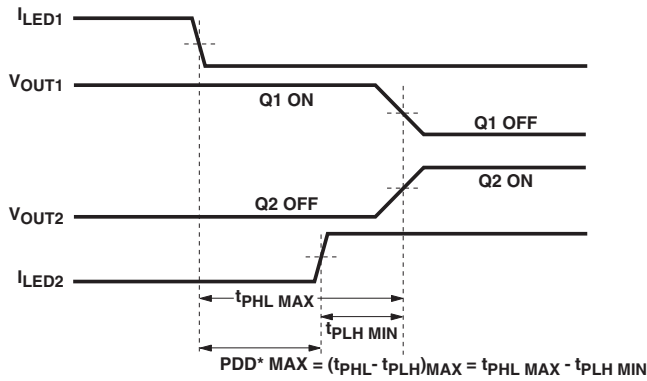 ILED1
VOUT1
Q1 ON
Q1 OFF
Q2 ON
Q2 OFF
VOUT2
ILED2
tPHL MAX
tPLH MIN
PDD* MAX = (tPHL- tPLH)MAX = tPHL MAX - tPLH MIN